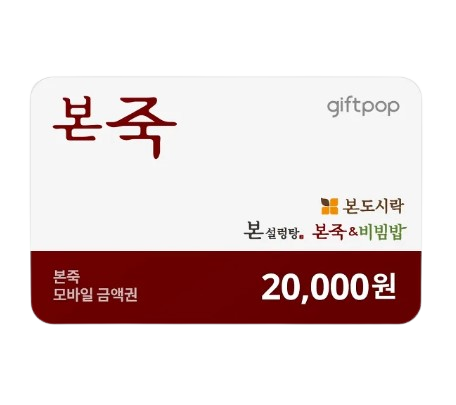 본죽
giftpop
본도시락
본설렁탕. 본죽&비빔밥
본죽
모바일 금액권
20,000원